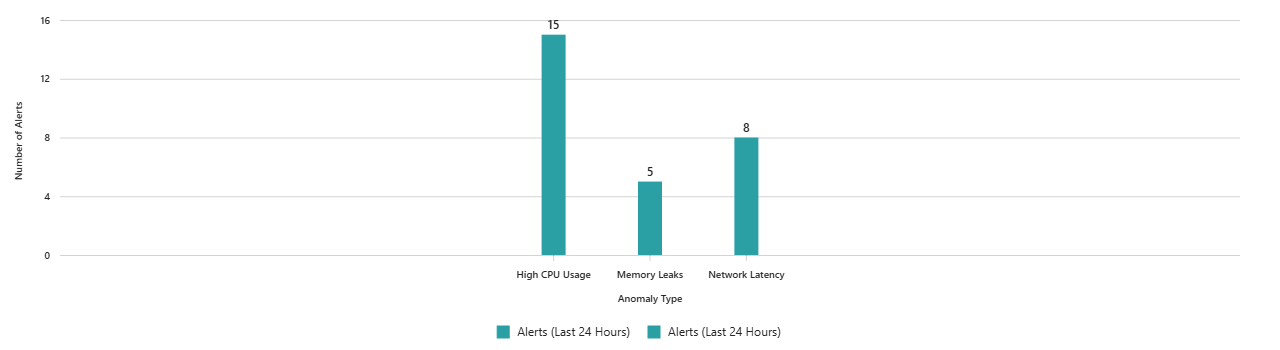 Number of Alerts
16
12
8
4
0
15
5
8
High CPU Usage
Memory Leaks
Network Latency
Anomaly Type
Alerts (Last 24 Hours)
Alerts (Last 24 Hours)